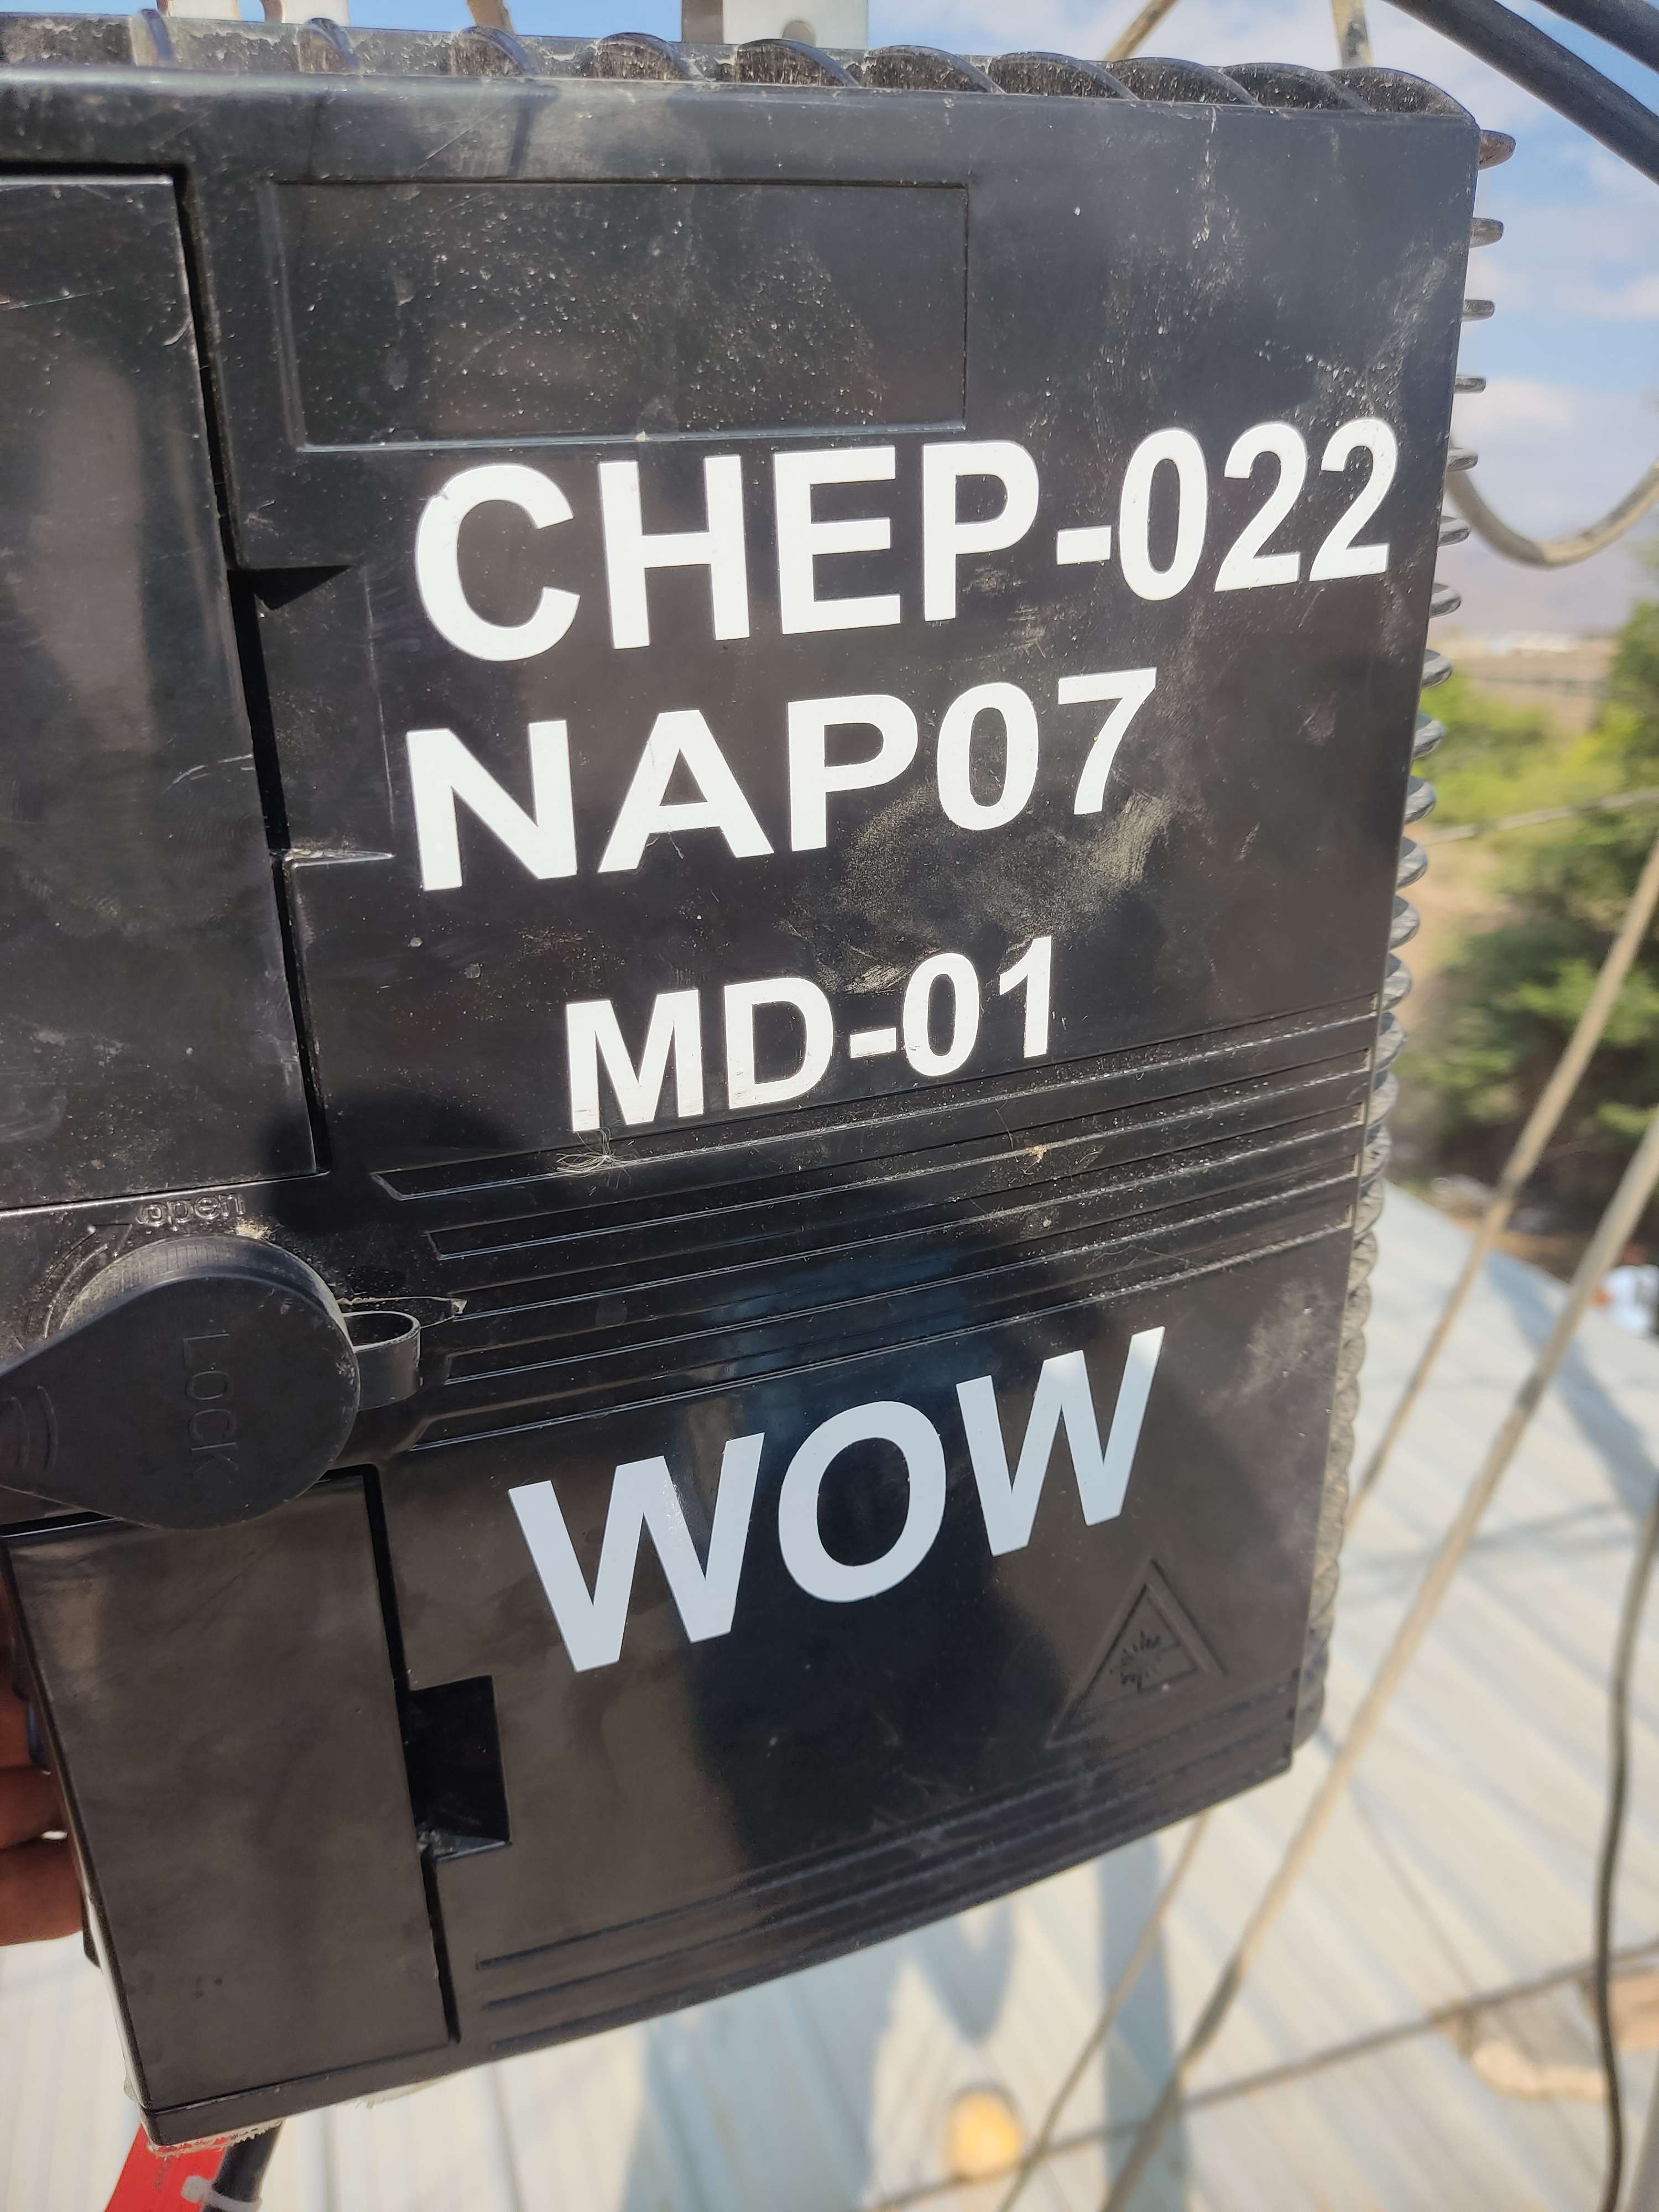 CHEP-022
NAP07
MD-01
open
LOCK
WOW